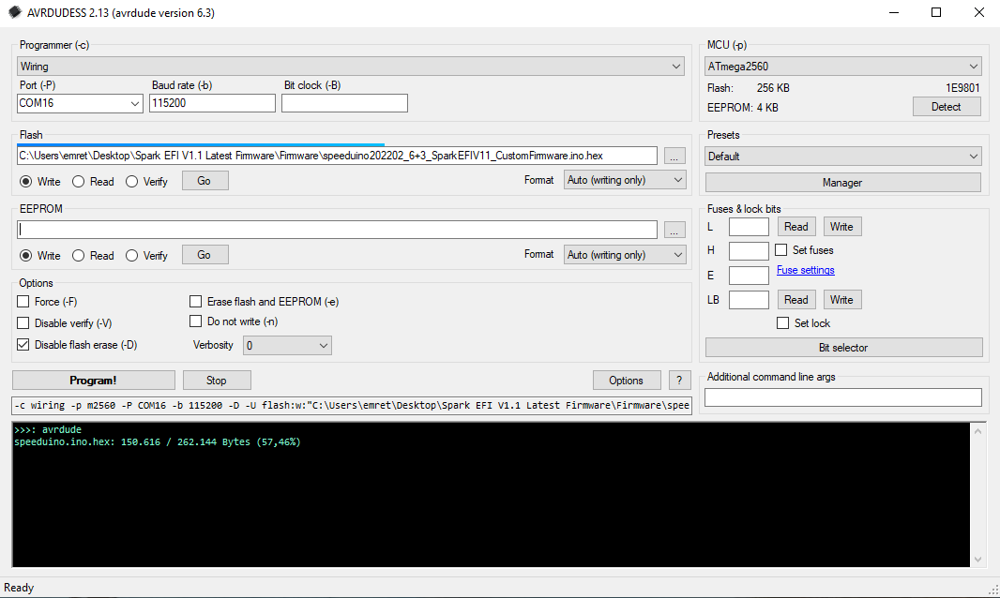 AVRDUDESS 2.13 (avrdude version 6.3)
Programmer (-c)
Wiring
Port (-P) Baud rate (-b) Bit clock (-B)
COM16 115200
MCU (-p)
ATmega2560
Flash: 256 KB 1E9801
EEPROM: 4 KB Detect
Flash
C:\Users\emret\Desktop\Spark EFI V1.1 Latest Firmware\Firmware\speeduino202202_6+3_SparkEFIV11_CustomFirmware.ino.hex ...
Write Read Verify Go Format Auto (writing only)
Presets
Default
Manager
EEPROM
...
Write Read Verify Go Format Auto (writing only)
Fuses & lock bits
L Read Write
H Set fuses
E Fuse settings
LB Read Write
Set lock
Bit selector
Options
Force (-F) Erase flash and EEPROM (-e)
Disable verify (-V) Do not write (-n)
Disable flash erase (-D) Verbosity 0
Program! Stop Options ?
Additional command line args
-c wiring -p m2560 -P COM16 -b 115200 -D -U flash:w:"C:\Users\emret\Desktop\Spark EFI V1.1 Latest Firmware\Firmware\spee
>>>: avrdude
speeduino.ino.hex: 150.616 / 262.144 Bytes (57,46%)
Ready